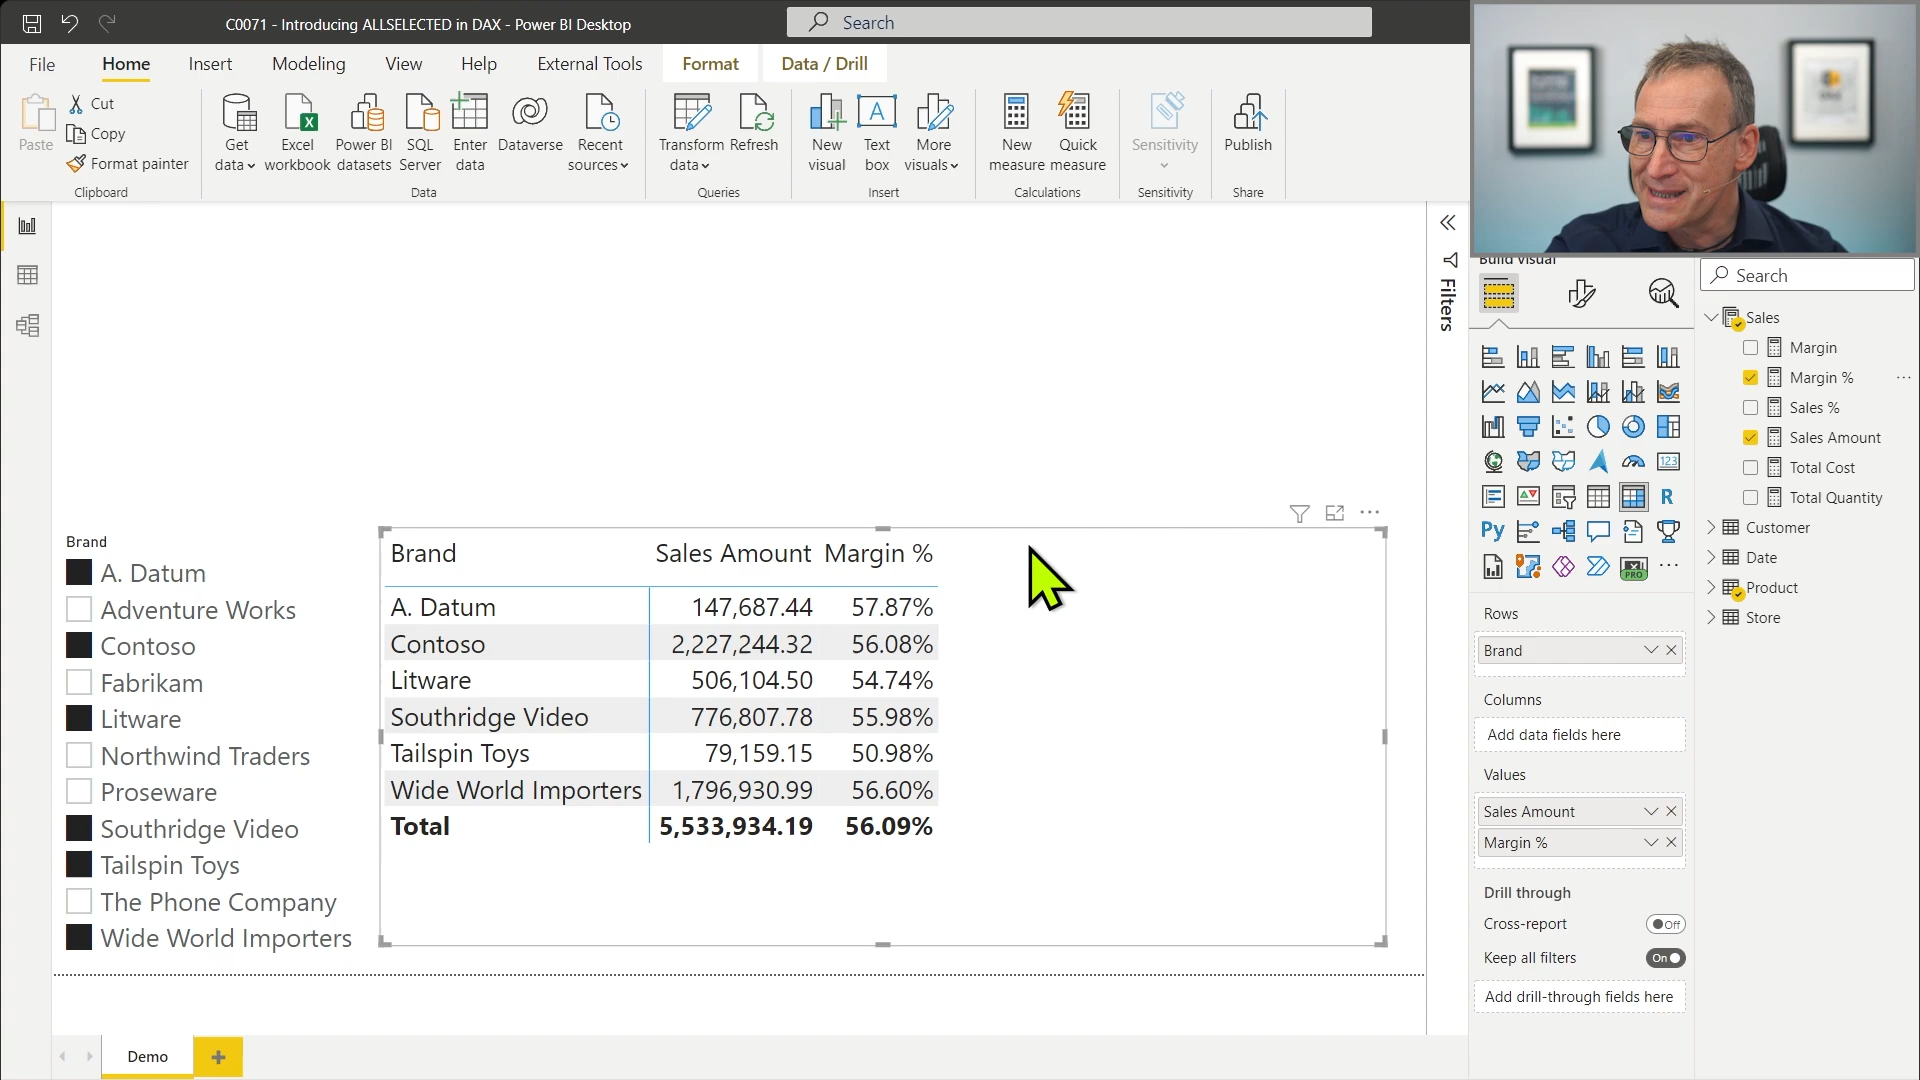 C0071 - Introducing ALLSELECTED in DAX - Power BI Desktop
Search
File Home Insert Modeling View Help External Tools Format Data / Drill
Paste
Cut
Copy
Format painter
Clipboard
Get data
Excel workbook
Power BI datasets
SQL Server
Enter data
Dataverse
Recent sources
Data
Transform data
Refresh
Queries
New visual
Text box
More visuals
Insert
New measure
Quick measure
Calculations
Sensitivity
Sensitivity
Publish
Share
Filters
Brand
A. Datum
Adventure Works
Contoso
Fabrikam
Litware
Northwind Traders
Proseware
Southridge Video
Tailspin Toys
The Phone Company
Wide World Importers
Brand Sales Amount Margin %
A. Datum 147,687.44 57.87%
Contoso 2,227,244.32 56.08%
Litware 506,104.50 54.74%
Southridge Video 776,807.78 55.98%
Tailspin Toys 79,159.15 50.98%
Wide World Importers 1,796,930.99 56.60%
Total 5,533,934.19 56.09%
Build visual
123
R
Py
PRO
Rows
Brand
Columns
Add data fields here
Values
Sales Amount
Margin %
Drill through
Cross-report Off
Keep all filters On
Add drill-through fields here
Search
Sales
Margin
Margin %
Sales %
Sales Amount
Total Cost
Total Quantity
Customer
Date
Product
Store
Demo